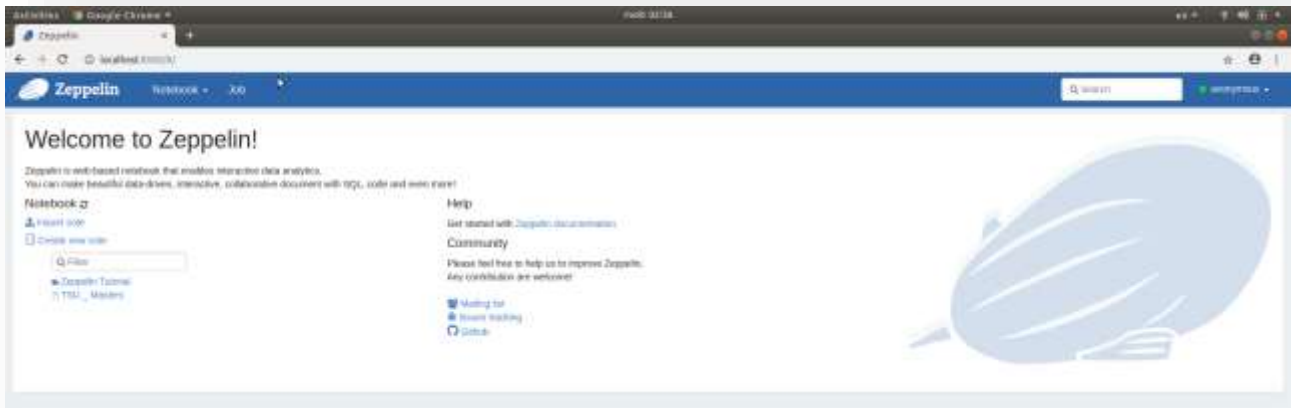 Activities Google Chrome
Zeppelin
localhost
Zeppelin Notebook Job Search anonymous
Welcome to Zeppelin!
Zeppelin is web-based notebook that enables interactive data analytics.
You can make beautiful data-driven, interactive, collaborative document with SQL, code and even more!
Notebook
Import note
Create new note
Filter
Zeppelin Tutorial
Masters
Help
Get started with Zeppelin documentation
Community
Please feel free to help us to improve Zeppelin.
Any contribution are welcome!
Mailing list
Issues tracking
Github